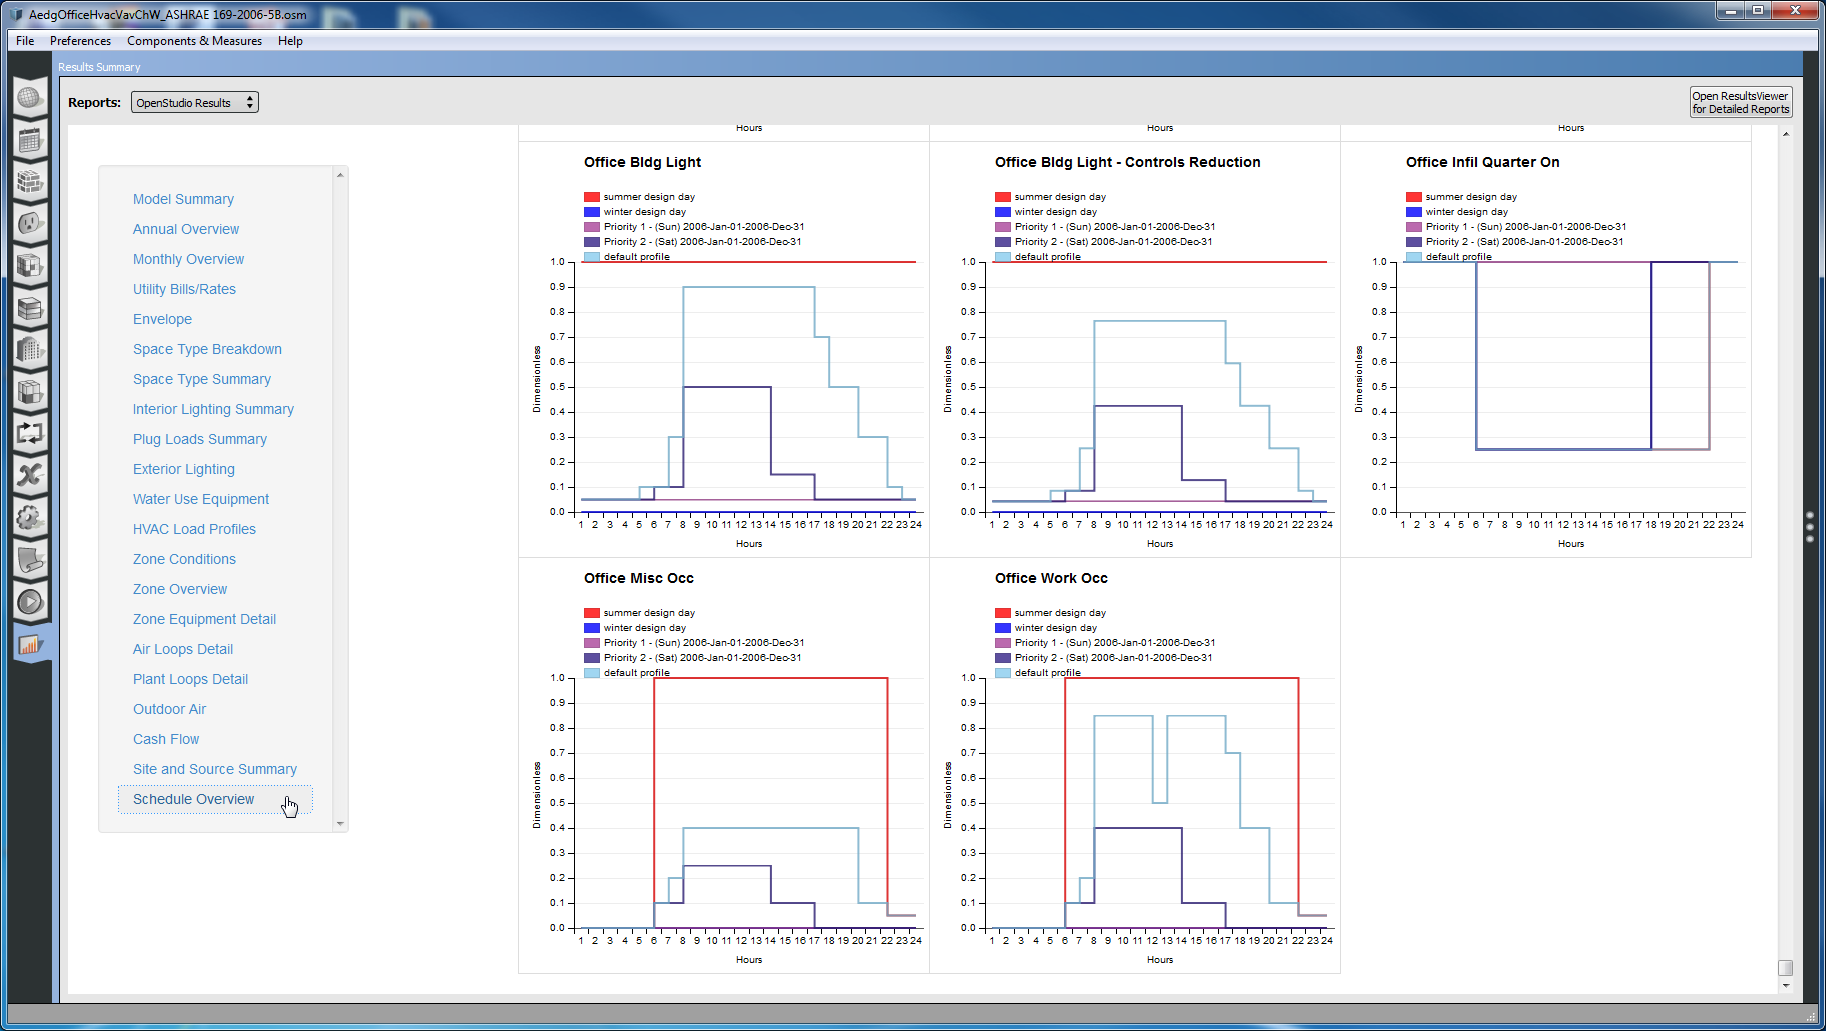 AedgOfficeHvacVavChW_ASHRAE 169-2006-5B.osm
File Preferences Components & Measures Help
Results Summary
Reports: OpenStudio Results
Open ResultsViewer
for Detailed Reports
Model Summary
Annual Overview
Monthly Overview
Utility Bills/Rates
Envelope
Space Type Breakdown
Space Type Summary
Interior Lighting Summary
Plug Loads Summary
Exterior Lighting
Water Use Equipment
HVAC Load Profiles
Zone Conditions
Zone Overview
Zone Equipment Detail
Air Loops Detail
Plant Loops Detail
Outdoor Air
Cash Flow
Site and Source Summary
Schedule Overview
Hours Hours Hours
Office Bldg Light
summer design day
winter design day
Priority 1 - (Sun) 2006-Jan-01-2006-Dec-31
Priority 2 - (Sat) 2006-Jan-01-2006-Dec-31
default profile
1.0
0.9
0.8
0.7
0.6
0.5
0.4
0.3
0.2
0.1
0.0
Dimensionless
1 2 3 4 5 6 7 8 9 10 11 12 13 14 15 16 17 18 19 20 21 22 23 24
Hours
Office Bldg Light - Controls Reduction
summer design day
winter design day
Priority 1 - (Sun) 2006-Jan-01-2006-Dec-31
Priority 2 - (Sat) 2006-Jan-01-2006-Dec-31
default profile
1.0
0.9
0.8
0.7
0.6
0.5
0.4
0.3
0.2
0.1
0.0
Dimensionless
1 2 3 4 5 6 7 8 9 10 11 12 13 14 15 16 17 18 19 20 21 22 23 24
Hours
Office Infil Quarter On
summer design day
winter design day
Priority 1 - (Sun) 2006-Jan-01-2006-Dec-31
Priority 2 - (Sat) 2006-Jan-01-2006-Dec-31
default profile
1.0
0.9
0.8
0.7
0.6
0.5
0.4
0.3
0.2
0.1
0.0
Dimensionless
1 2 3 4 5 6 7 8 9 10 11 12 13 14 15 16 17 18 19 20 21 22 23 24
Hours
Office Misc Occ
summer design day
winter design day
Priority 1 - (Sun) 2006-Jan-01-2006-Dec-31
Priority 2 - (Sat) 2006-Jan-01-2006-Dec-31
default profile
1.0
0.9
0.8
0.7
0.6
0.5
0.4
0.3
0.2
0.1
0.0
Dimensionless
1 2 3 4 5 6 7 8 9 10 11 12 13 14 15 16 17 18 19 20 21 22 23 24
Hours
Office Work Occ
summer design day
winter design day
Priority 1 - (Sun) 2006-Jan-01-2006-Dec-31
Priority 2 - (Sat) 2006-Jan-01-2006-Dec-31
default profile
1.0
0.9
0.8
0.7
0.6
0.5
0.4
0.3
0.2
0.1
0.0
Dimensionless
1 2 3 4 5 6 7 8 9 10 11 12 13 14 15 16 17 18 19 20 21 22 23 24
Hours